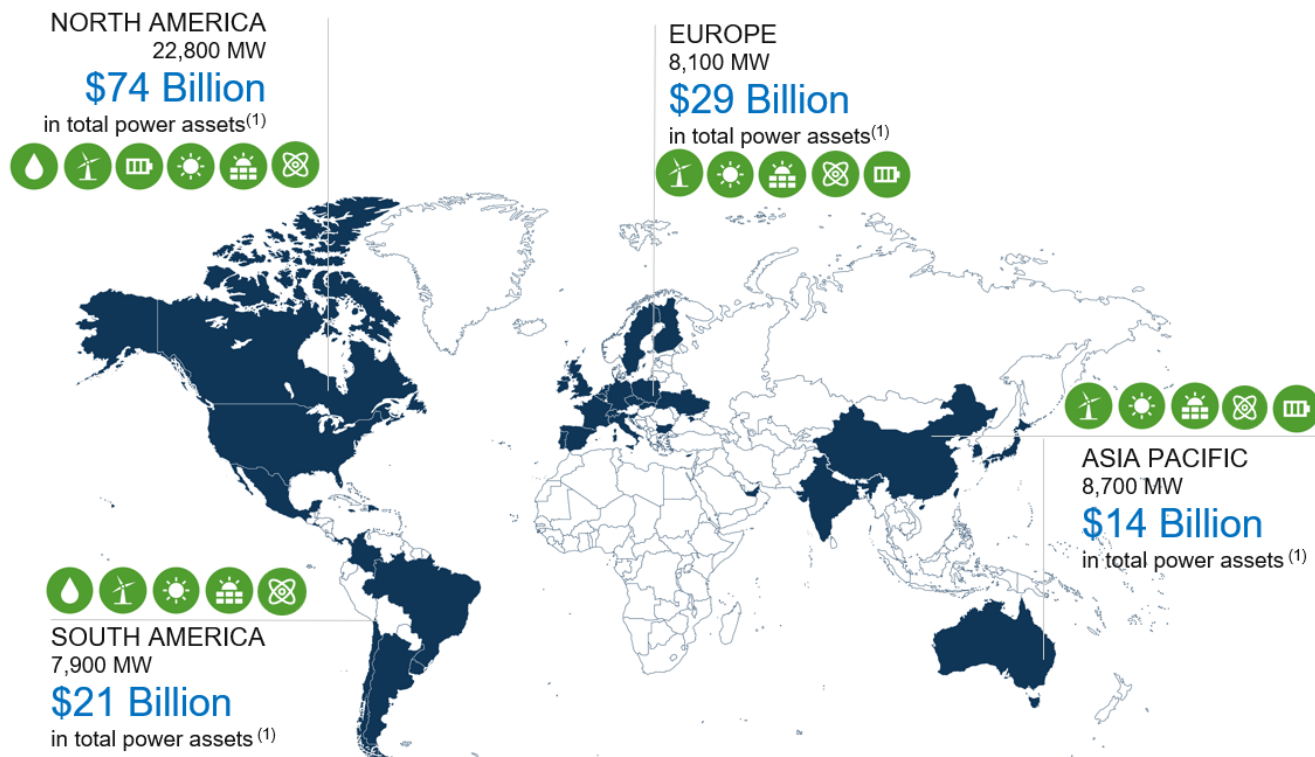 NORTH AMERICA
22,800 MW
$74 Billion
in total power assets(1)
EUROPE
8,100 MW
$29 Billion
in total power assets(1)
ASIA PACIFIC
8,700 MW
$14 Billion
in total power assets (1)
SOUTH AMERICA
7,900 MW
$21 Billion
in total power assets (1)